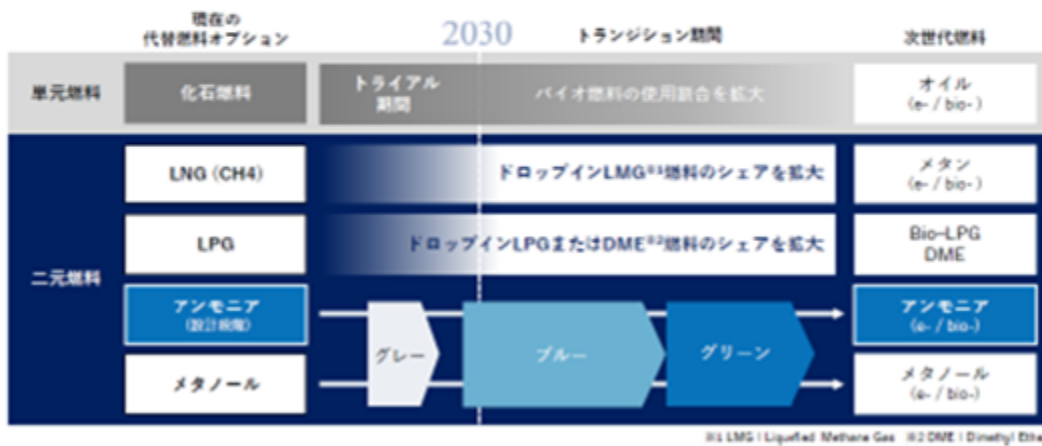 現在の
代替燃料オプション
2030
トランジション期間
次世代燃料
単元燃料
化石燃料
トライアル
期間
バイオ燃料の使用割合を拡大
オイル
(e- / bio-)
二元燃料
LNG (CH4)
ドロップインLMG※1燃料のシェアを拡大
メタン
(e- / bio-)
LPG
ドロップインLPGまたはDME※2燃料のシェアを拡大
Bio-LPG
DME
アンモニア
(設計段階)
グレー
ブルー
グリーン
アンモニア
(e- / bio-)
メタノール
メタノール
(e- / bio-)
※1 LMG | Liquefied Methane Gas ※2 DME | Dimethyl Ethe